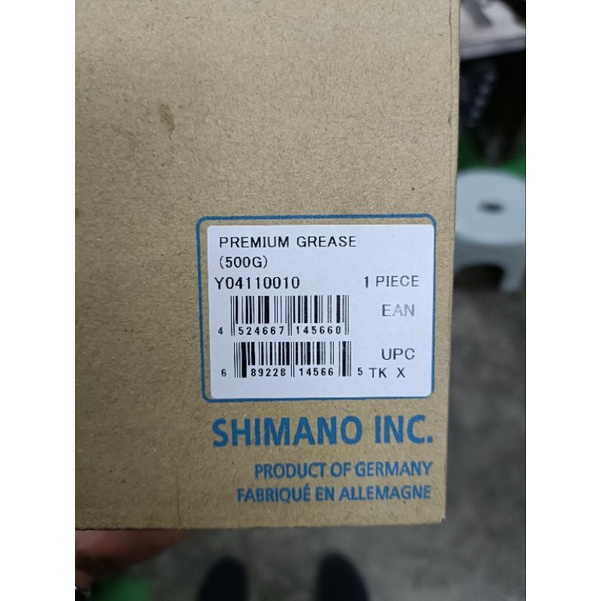 PREMIUM GREASE
(500G)
Y04110010 1 PIECE
EAN
4 524667 145660
UPC
6 89228 14566 5 TK X
SHIMANO INC.
PRODUCT OF GERMANY
FABRIQUÉ EN ALLEMAGNE